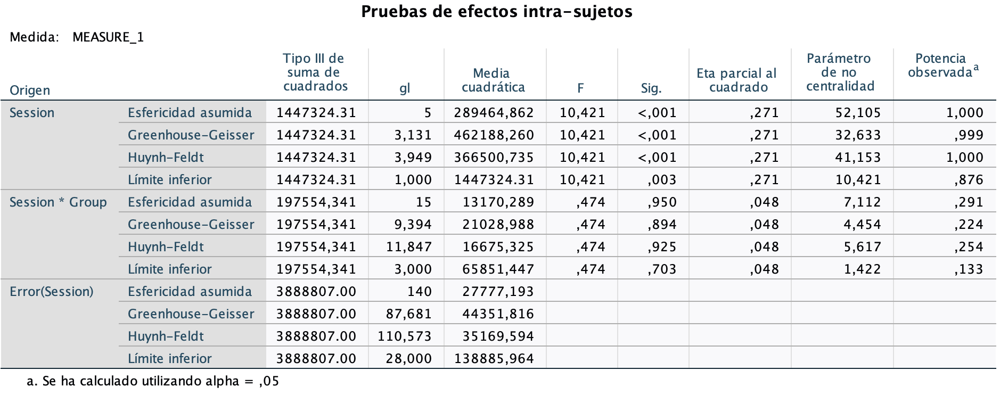 Pruebas de efectos intra-sujetos
Medida: MEASURE_1
Origen Tipo III de suma de cuadrados gl Media cuadrática F Sig. Eta parcial al cuadrado Parámetro de no centralidad Potencia observada a
Session Esfericidad asumida 1447324.31 5 289464,862 10,421 <,001 ,271 52,105 1,000
Greenhouse-Geisser 1447324.31 3,131 462188,260 10,421 <,001 ,271 32,633 ,999
Huynh-Feldt 1447324.31 3,949 366500,735 10,421 <,001 ,271 41,153 1,000
Límite inferior 1447324.31 1,000 1447324.31 10,421 ,003 ,271 10,421 ,876
Session * Group Esfericidad asumida 197554,341 15 13170,289 ,474 ,950 ,048 7,112 ,291
Greenhouse-Geisser 197554,341 9,394 21028,988 ,474 ,894 ,048 4,454 ,224
Huynh-Feldt 197554,341 11,847 16675,325 ,474 ,925 ,048 5,617 ,254
Límite inferior 197554,341 3,000 65851,447 ,474 ,703 ,048 1,422 ,133
Error(Session) Esfericidad asumida 3888807.00 140 27777,193
Greenhouse-Geisser 3888807.00 87,681 44351,816
Huynh-Feldt 3888807.00 110,573 35169,594
Límite inferior 3888807.00 28,000 138885,964
a. Se ha calculado utilizando alpha = ,05